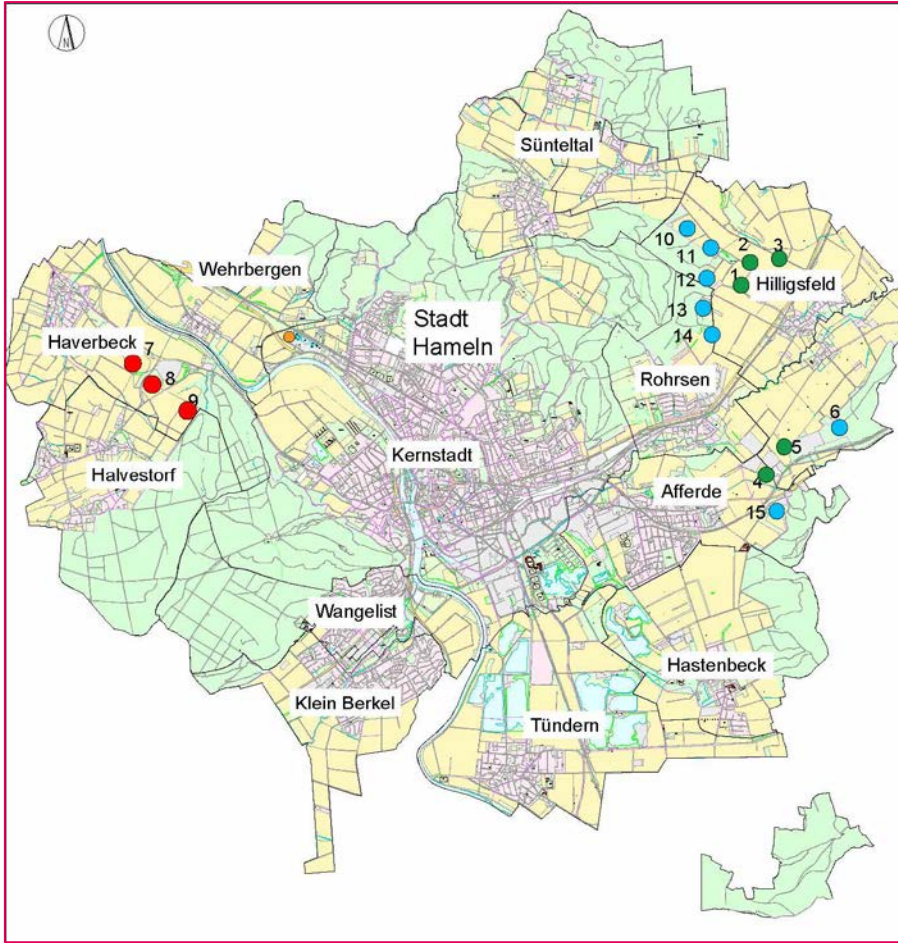 N
Sünteltal
10
11
2
3
Wehrbergen
12
1
Hilligsfeld
13
Stadt
Hameln
14
Haverbeck
7
8
Rohrsen
9
6
5
Kernstadt
Halvestorf
4
Afferde
15
Wangelist
Hastenbeck
Klein Berkel
Tündern